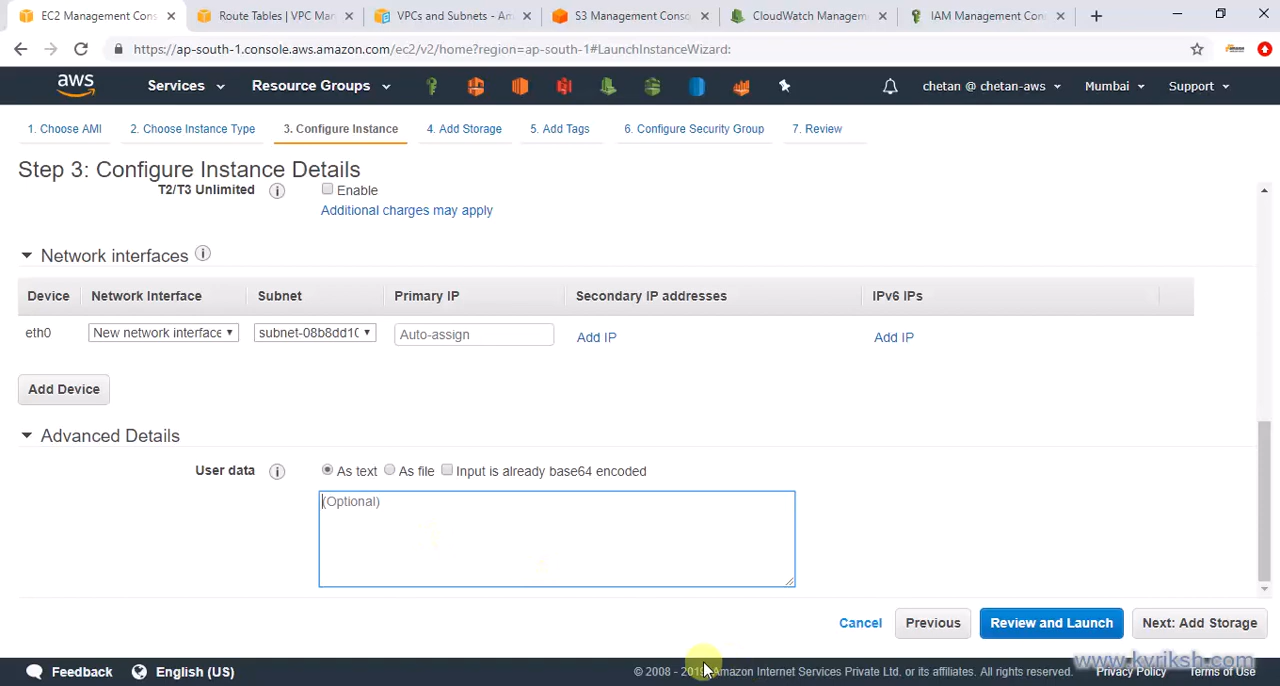 EC2 Management Cons
Route Tables | VPC Mar
VPCs and Subnets - Am
S3 Management Conso
CloudWatch Managem
IAM Management Con
https://ap-south-1.console.aws.amazon.com/ec2/v2/home?region=ap-south-1#LaunchInstanceWizard:
aws
Services
Resource Groups
chetan @ chetan-aws
Mumbai
Support
1. Choose AMI
2. Choose Instance Type
3. Configure Instance
4. Add Storage
5. Add Tags
6. Configure Security Group
7. Review
Step 3: Configure Instance Details
T2/T3 Unlimited
Enable
Additional charges may apply
Network interfaces
Device
Network Interface
Subnet
Primary IP
Secondary IP addresses
IPv6 IPs
eth0
New network interface
subnet-08b8dd10
Auto-assign
Add IP
Add IP
Add Device
Advanced Details
User data
As text
As file
Input is already base64 encoded
(Optional)
Cancel
Previous
Review and Launch
Next: Add Storage
www.kvriksh.com
Feedback
English (US)
© 2008 - Amazon Internet Services Private Ltd. or its affiliates. All rights reserved.
Privacy Policy
Terms of Use